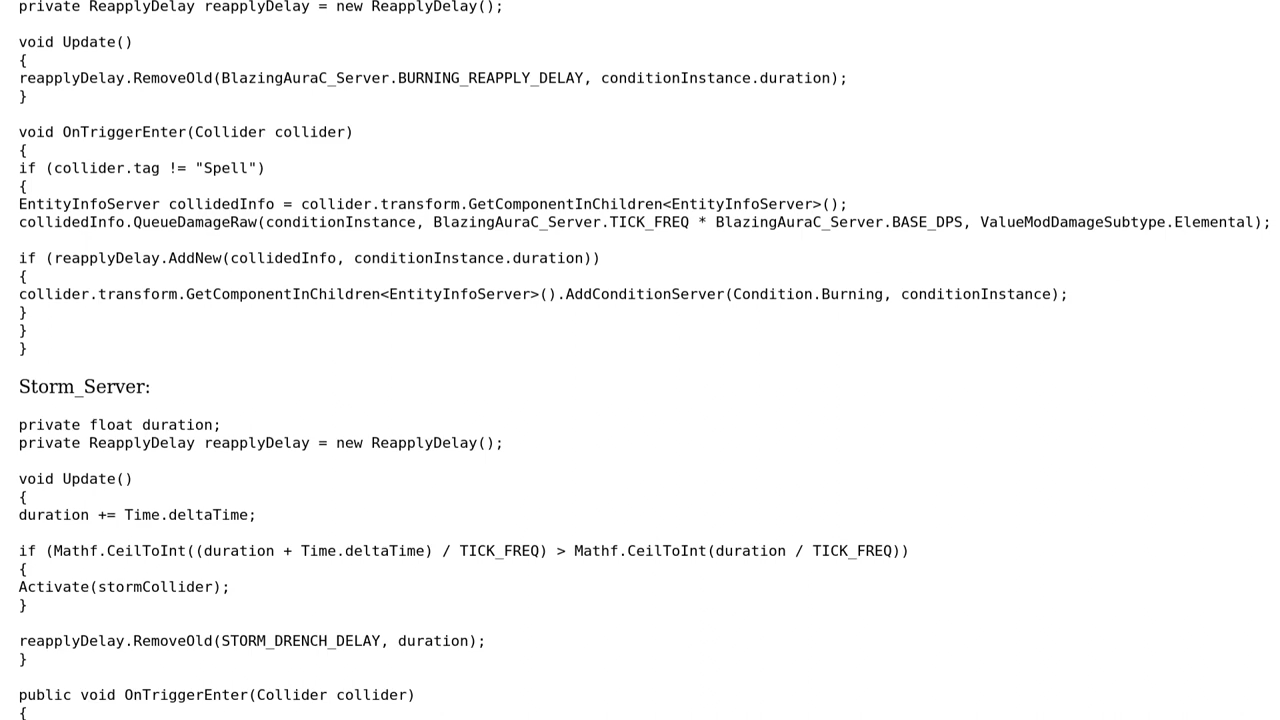 private ReapplyDelay reapplyDelay = new ReapplyDelay();
void Update()
{
reapplyDelay.RemoveOld(BlazingAuraC_Server.BURNING_REAPPLY_DELAY, conditionInstance.duration);
}
void OnTriggerEnter(Collider collider)
{
if (collider.tag != "Spell")
{
EntityInfoServer collidedInfo = collider.transform.GetComponentInChildren<EntityInfoServer>();
collidedInfo.QueueDamageRaw(conditionInstance, BlazingAuraC_Server.TICK_FREQ * BlazingAuraC_Server.BASE_DPS, ValueModDamageSubtype.Elemental);
if (reapplyDelay.AddNew(collidedInfo, conditionInstance.duration))
{
collider.transform.GetComponentInChildren<EntityInfoServer>().AddConditionServer(Condition.Burning, conditionInstance);
}
}
}
Storm_Server:
private float duration;
private ReapplyDelay reapplyDelay = new ReapplyDelay();
void Update()
{
duration += Time.deltaTime;
if (Mathf.CeilToInt((duration + Time.deltaTime) / TICK_FREQ) > Mathf.CeilToInt(duration / TICK_FREQ))
{
Activate(stormCollider);
}
reapplyDelay.RemoveOld(STORM_DRENCH_DELAY, duration);
}
public void OnTriggerEnter(Collider collider)
{